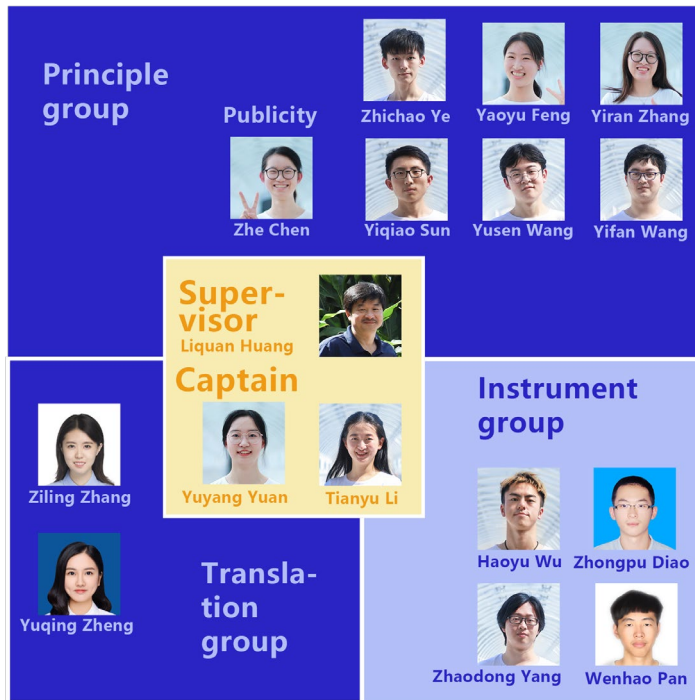 Principle
group
Publicity
Zhichao Ye
Yaoyu Feng
Yiran Zhang
Zhe Chen
Yiqiao Sun
Yusen Wang
Yifan Wang
Super-
visor
Liquan Huang
Captain
Yuyang Yuan
Tianyu Li
Ziling Zhang
Yuqing Zheng
Transla-
tion
group
Instrument
group
Haoyu Wu
Zhongpu Diao
Zhaodong Yang
Wenhao Pan